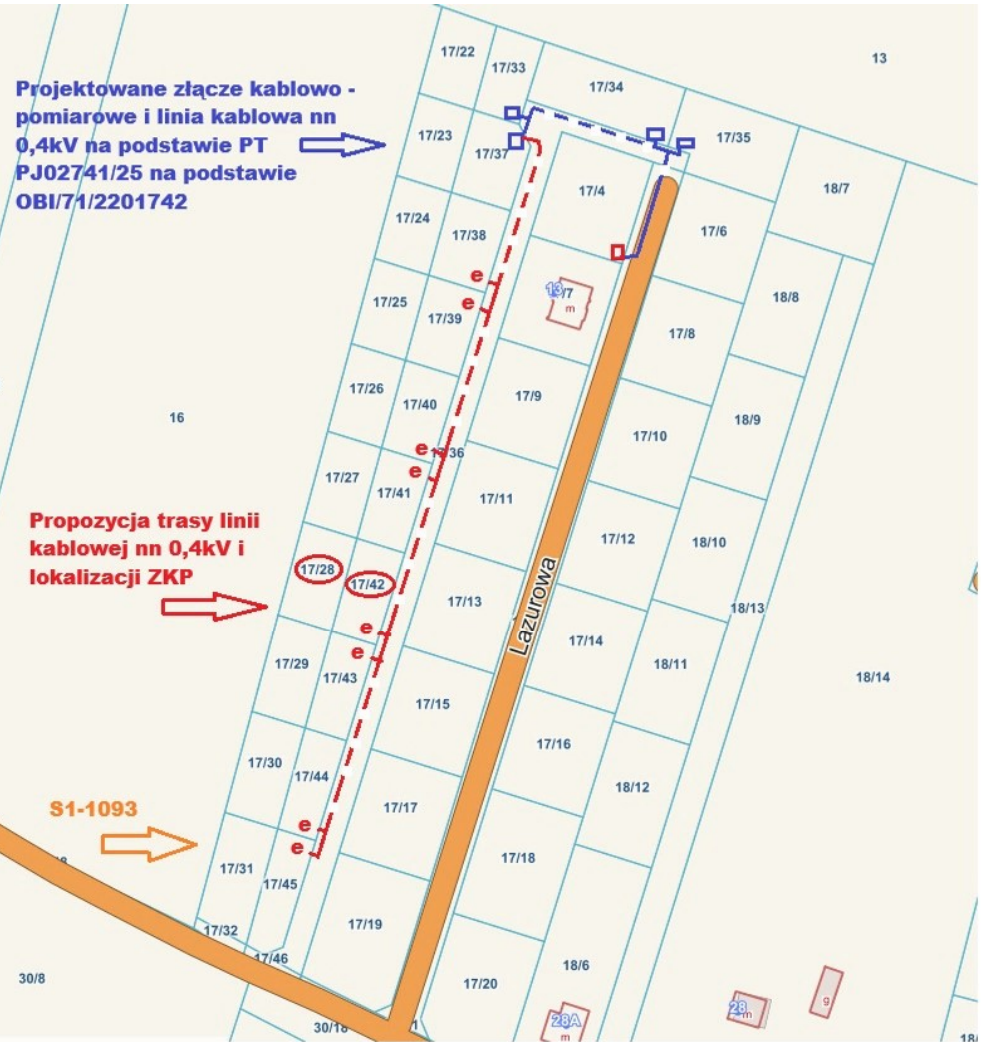 17/22
17/33
13
17/34
Projektowane złącze kablowo -
pomiarowe i linia kablowa nn
0,4kV na podstawie PT
PJ02741/25 na podstawie
OBI/71/2201742
17/23
17/37
17/35
17/4
18/7
17/24
17/38
17/6
e
e
17/25
17/39
13
/7
m
18/8
17/8
17/26
17/40
17/9
16
18/9
e
e
17/36
17/10
17/27
17/41
17/11
Propozycja trasy linii
kablowej nn 0,4kV i
lokalizacji ZKP
17/28
17/42
17/12
18/10
17/13
18/13
Lazurowa
e
e
17/14
17/29
17/43
18/11
18/14
17/15
17/30
17/44
17/16
18/12
S1-1093
17/17
e
e
17/31
17/45
17/18
17/32
17/19
17/46
30/8
17/20
18/6
28
m
g
28A
m
30/18
1
18/